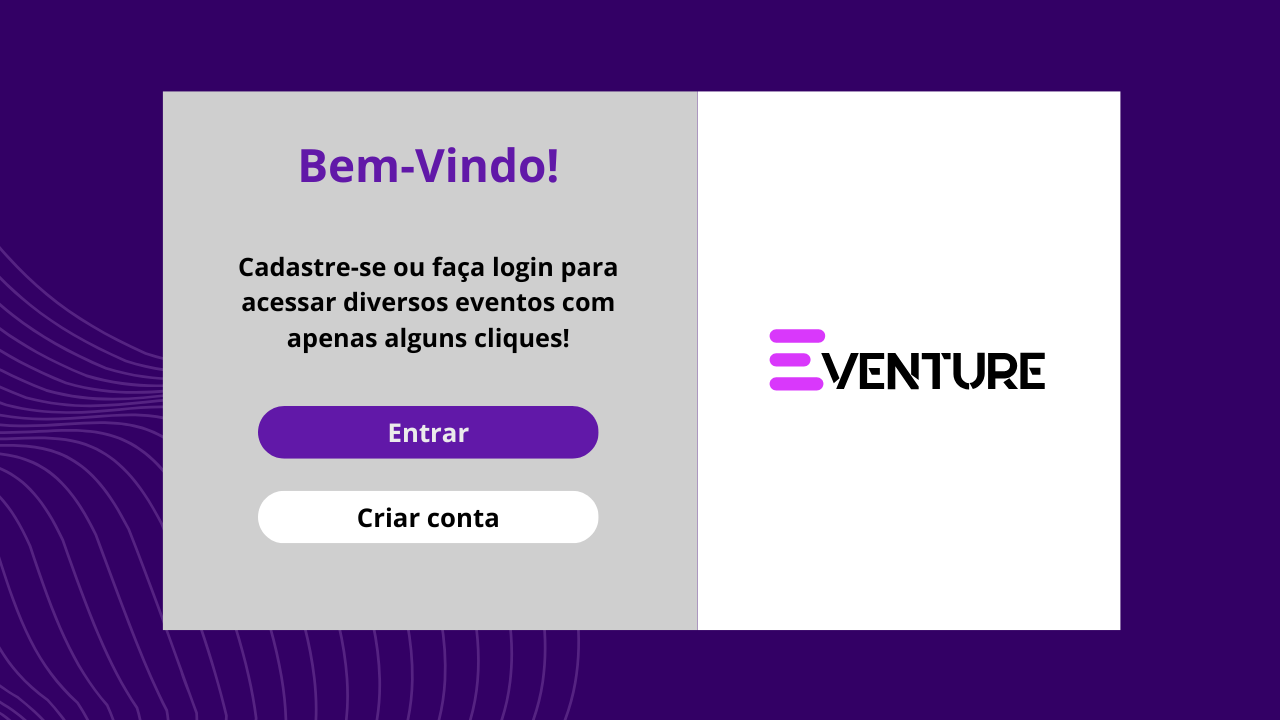 Bem-Vindo!
Cadastre-se ou faça login para
acessar diversos eventos com
apenas alguns cliques!
Entrar
Criar conta
EVENTURE